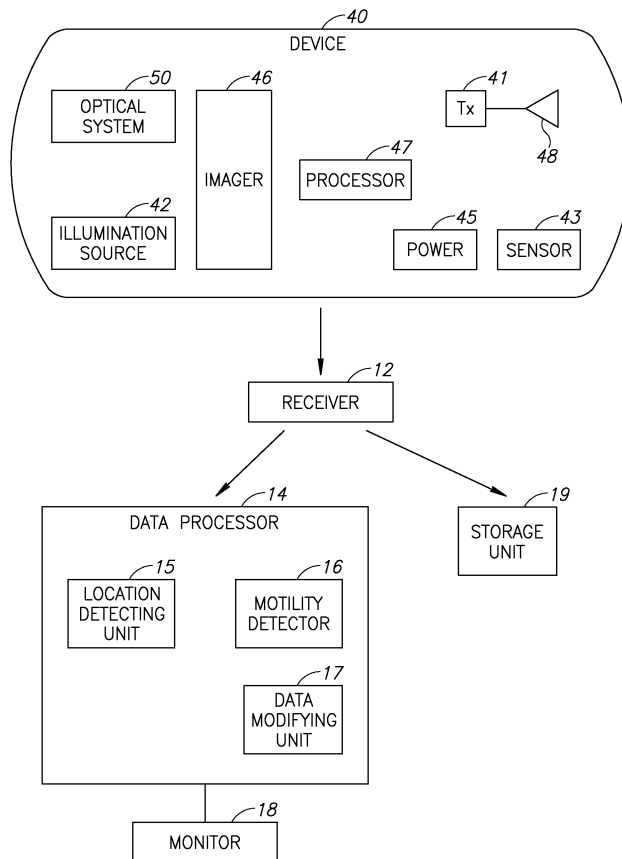 40
DEVICE
50
OPTICAL
SYSTEM
46
IMAGER
41
Tx
48
47
PROCESSOR
42
ILLUMINATION
SOURCE
45
POWER
43
SENSOR
12
RECEIVER
14
DATA PROCESSOR
19
STORAGE
UNIT
15
LOCATION
DETECTING
UNIT
16
MOTILITY
DETECTOR
17
DATA
MODIFYING
UNIT
18
MONITOR